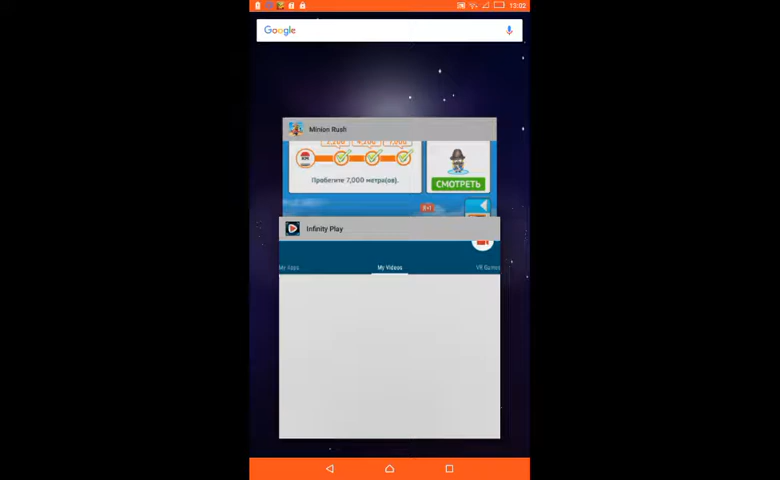 13:02
Google
Minion Rush
Пробегите 7,000 метра(ов).
СМОТРЕТЬ
Infinity Play
My Apps
My Videos
VR Games